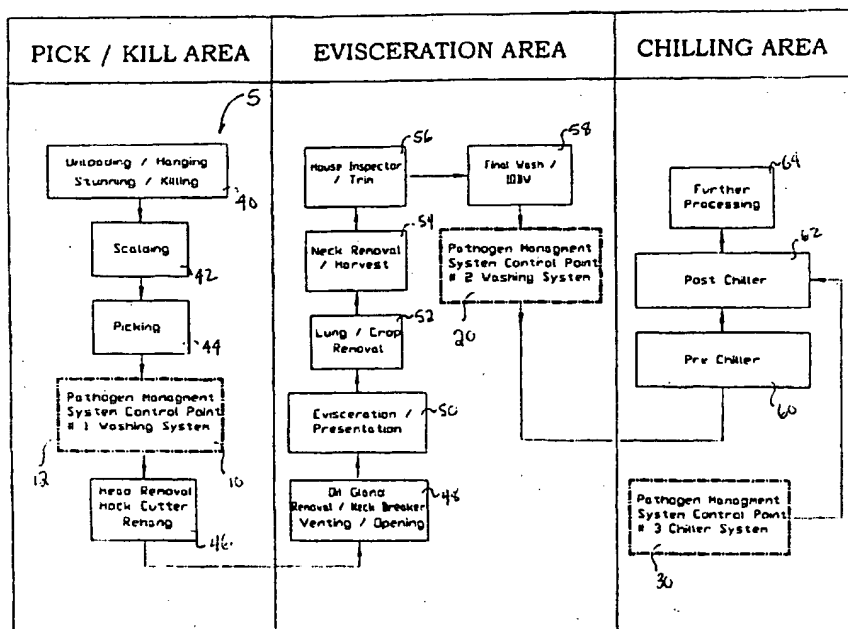 PICK / KILL AREA
5
Unloading / Hanging
Stunning / Killing
40
Scalding
42
Picking
44
Pathogen Managment
System Control Point
# 1 Washing System
12
10
Head Removal
Hock Cutter
Rehang
46
EVISCERATION AREA
56
House Inspector
/ Trim
58
Final Wash /
IOBW
54
Neck Removal
/ Harvest
Pathogen Managment
System Control Point
# 2 Washing System
20
52
Lung / Crop
Removal
Evisceration /
Presentation
50
Oil Gland
Removal / Neck Breaker
Venting / Opening
48
CHILLING AREA
64
Further
Processing
62
Post Chiller
Pre Chiller
60
Pathogen Managment
System Control Point
# 3 Chiller System
30